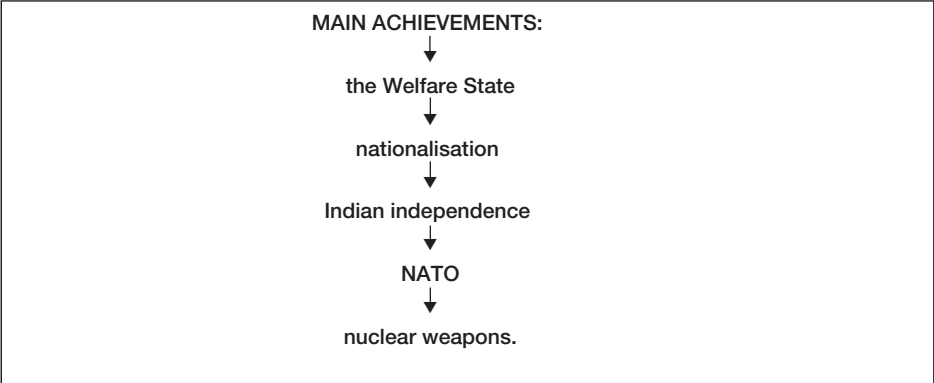 MAIN ACHIEVEMENTS:
the Welfare State
nationalisation
Indian independence
NATO
nuclear weapons.